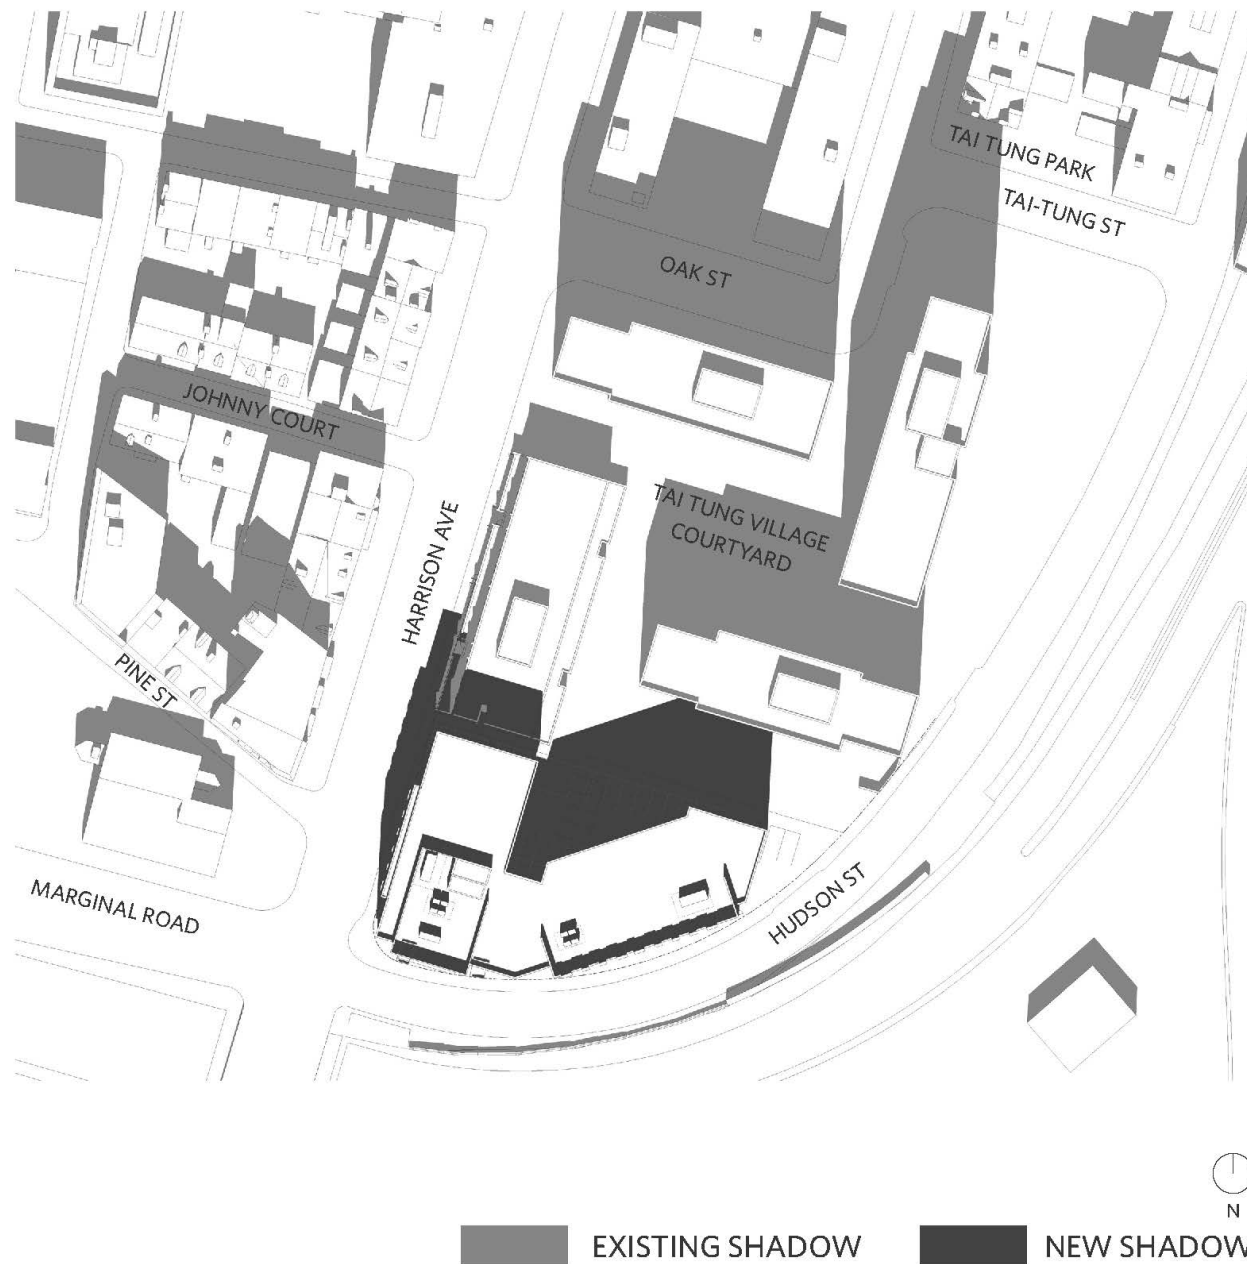 TAI TUNG PARK
TAI-TUNG ST
OAK ST
JOHNNY COURT
HARRISON AVE
TAI TUNG VILLAGE
COURTYARD
PINE ST
MARGINAL ROAD
HUDSON ST
N
EXISTING SHADOW
NEW SHADOW